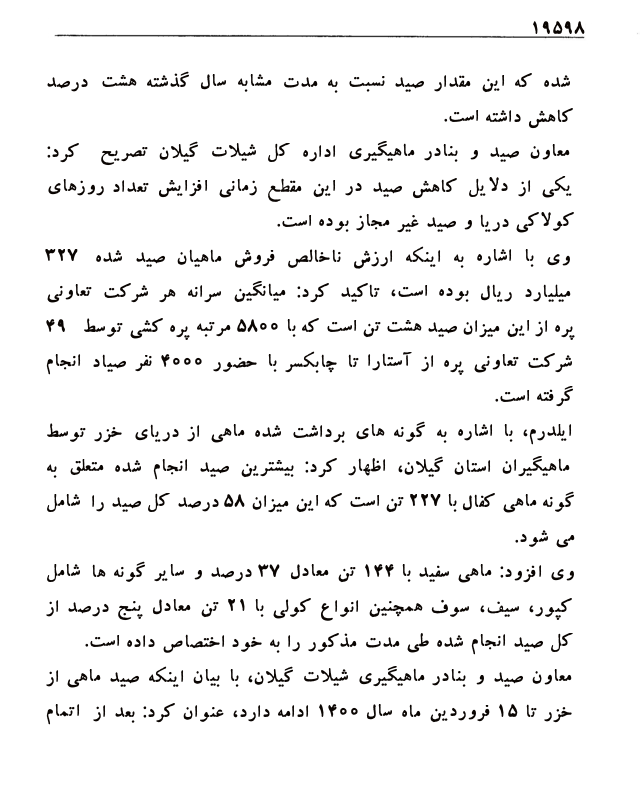 ۱۹۵۹۸
شده که این مقدار صید نسبت به مدت مشابه سال گذشته هشت درصد
کاهش داشته است.
معاون صید و بنادر ماهیگیری اداره کل شیلات گیلان تصریح کرد:
یکی از دلایل کاهش صید در این مقطع زمانی افزایش تعداد روزهای
کولاکی دریا و صید غیر مجاز بوده است.
وی با اشاره به اینکه ارزش ناخالص فروش ماهیان صید شده ۳۲۷
میلیارد ریال بوده است، تاکید کرد: میانگین سرانه هر شرکت تعاونی
پره از این میزان صید هشت تن است که با ۵۸۰۰ مرتبه پره کشی توسط ۴۹
شرکت تعاونی پره از آستارا تا چابکسر با حضور ۴۰۰۰ نفر صیاد انجام
گرفته است.
ایلدرم، با اشاره به گونه های برداشت شده ماهی از دریای خزر توسط
ماهیگیران استان گیلان، اظهار کرد: بیشترین صید انجام شده متعلق به
گونه ماهی کفال با ۲۲۷ تن است که این میزان ۵۸ درصد کل صید را شامل
می شود.
وی افزود: ماهی سفید با ۱۴۴ تن معادل ۳۷ درصد و سایر گونه ها شامل
کپور، سیف، سوف همچنین انواع کولی با ۲۱ تن معادل پنج درصد از
کل صید انجام شده طی مدت مذکور را به خود اختصاص داده است.
معاون صید و بنادر ماهیگیری شیلات گیلان، با بیان اینکه صید ماهی از
خزر تا ۱۵ فروردین ماه سال ۱۴۰۰ ادامه دارد، عنوان کرد: بعد از اتمام